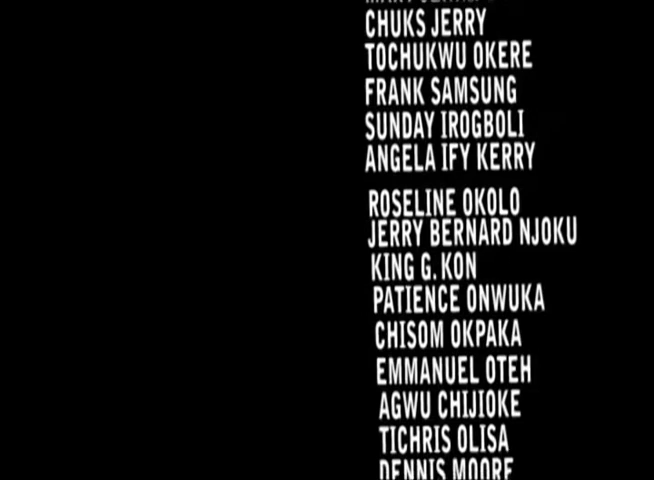 CHUKS JERRY
TOCHUKWU OKERE
FRANK SAMSUNG
SUNDAY IROGBOLI
ANGELA IFY KERRY
ROSELINE OKOLO
JERRY BERNARD NJOKU
KING G. KON
PATIENCE ONWUKA
CHISOM OKPAKA
EMMANUEL OTEH
AGWU CHIJIOKE
TICHRIS OLISA
DENNIS MOORE